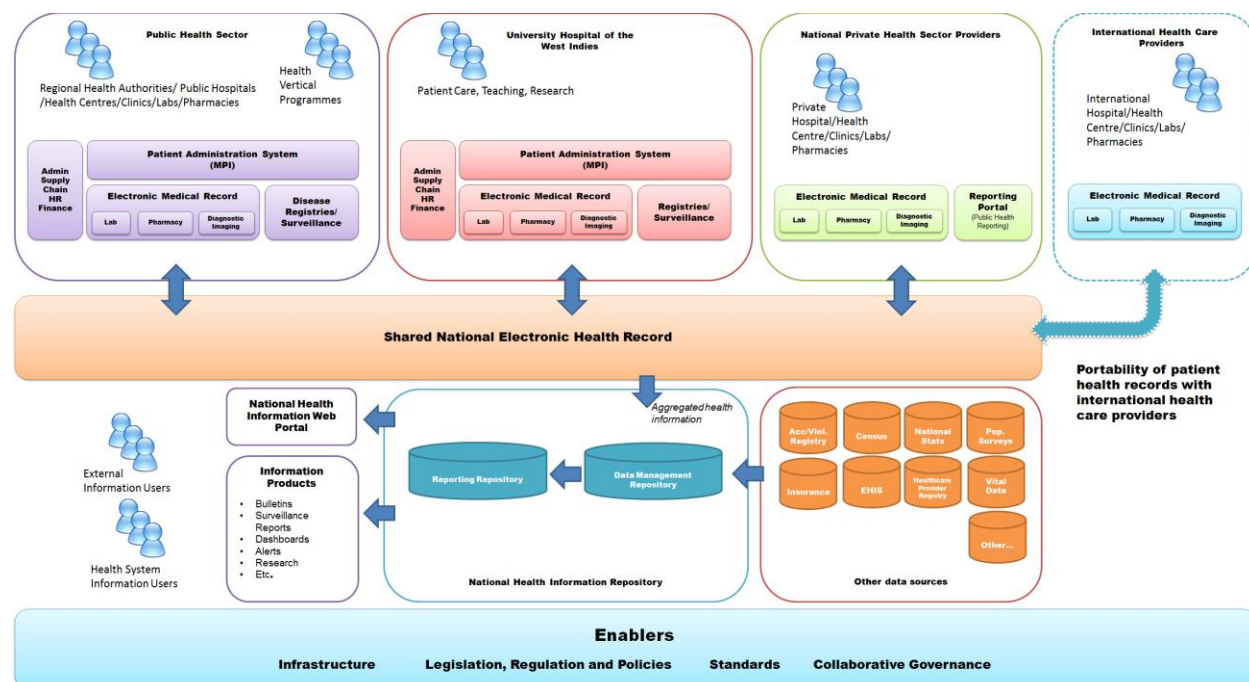 Public Health Sector
Regional Health Authorities/ Public Hospitals
/Health Centres/Clinics/Labs/Pharmacies
Health
Vertical
Programmes
Admin
Supply
Chain
HR
Finance
Patient Administration System
(MPI)
Electronic Medical Record
Lab
Pharmacy
Diagnostic
Imaging
Disease
Registries/
Surveillance
University Hospital of the
West Indies
Patient Care, Teaching, Research
Admin
Supply
Chain
HR
Finance
Patient Administration System
(MPI)
Electronic Medical Record
Lab
Pharmacy
Diagnostic
Imaging
Registries/
Surveillance
National Private Health Sector Providers
Private
Hospital/Health
Centre/Clinics/Labs/
Pharmacies
Electronic Medical Record
Lab
Pharmacy
Diagnostic
Imaging
Reporting
Portal
(Public Health
Reporting)
International Health Care
Providers
International
Hospital/Health
Centre/Clinics/Labs/
Pharmacies
Electronic Medical Record
Lab
Pharmacy
Diagnostic
Imaging
Shared National Electronic Health Record
Portability of patient
health records with
international health
care providers
External
Information Users
Health System
Information Users
National Health
Information Web
Portal
Information
Products
• Bulletins
• Surveillance
Reports
• Dashboards
• Alerts
• Research
• Etc.
Aggregated health
information
Reporting Repository
Data Management
Repository
National Health Information Repository
Acc/Viol.
Registry
Census
National
Stats
Pop.
Surveys
Insurance
EHIS
Healthcare
Provider
Registry
Vital
Data
Other...
Other data sources
Enablers
Infrastructure Legislation, Regulation and Policies Standards Collaborative Governance